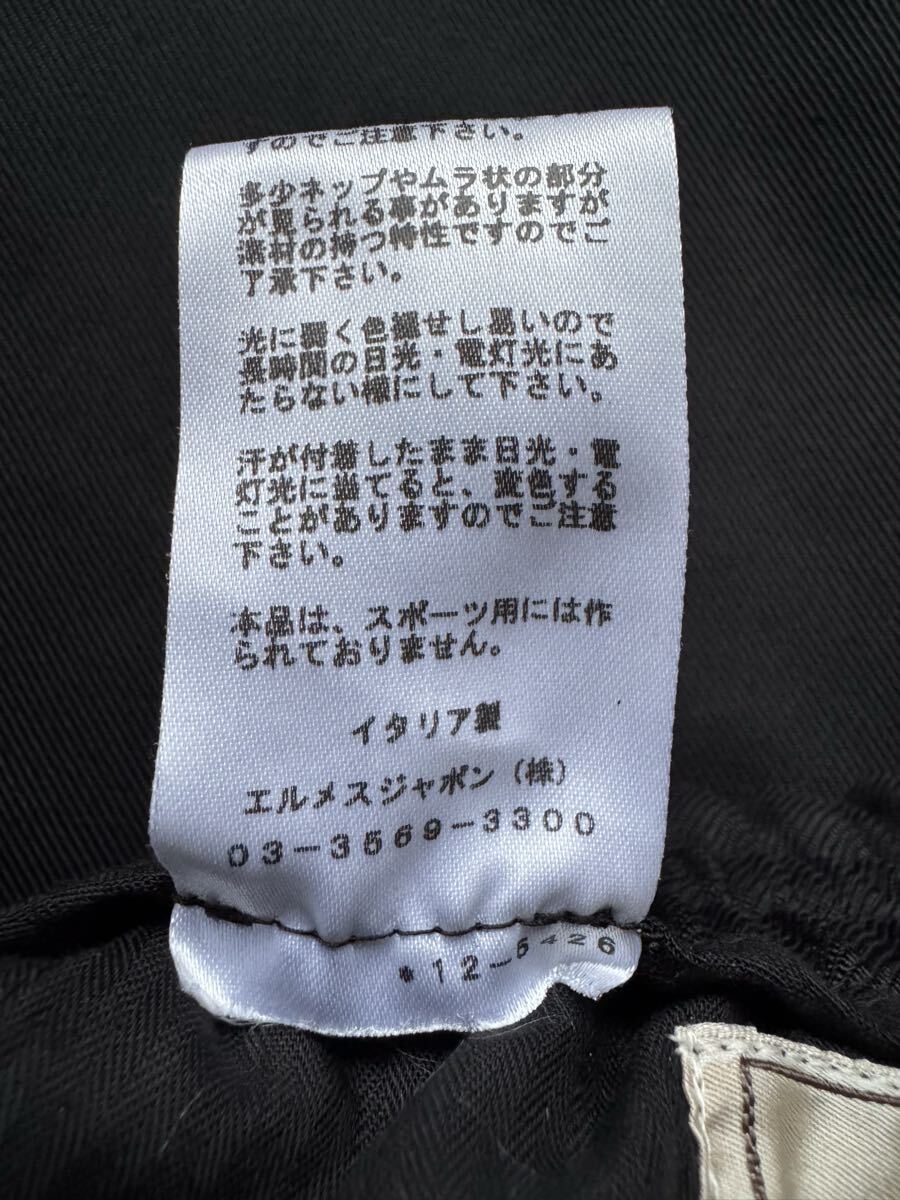 すのでご注意下さい。
多少ネップやムラ状の部分
が見られる事がありますが
素材の持つ特性ですのでご
了承下さい。
光に弱く色褪せし易いので
長時間の日光・電灯光にあ
たらない様にして下さい。
汗が付着したまま日光・電
灯光に当てると、変色する
ことがありますのでご注意
下さい。
本品は、スポーツ用には作
られておりません。
イタリア製
エルメスジャポン(株)
03-3569-3300
*12-5426